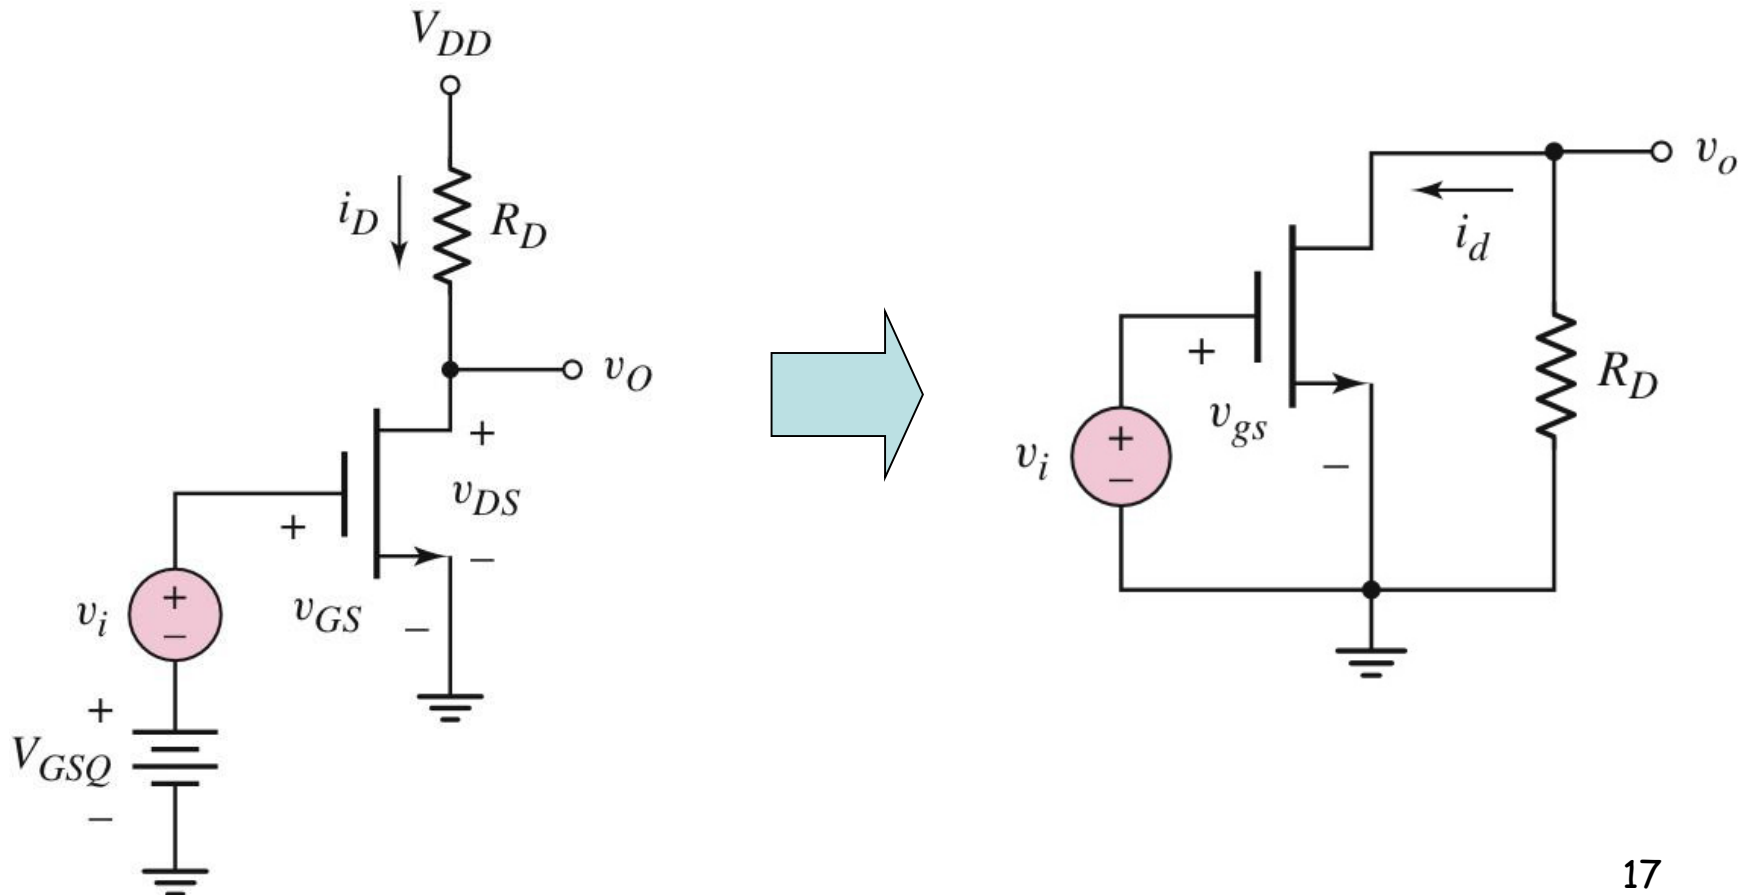 V_DD
i_D
R_D
v_O
+
v_DS
−
+
v_GS
−
v_i
+
−
+
V_GSQ
−
v_o
i_d
R_D
+
v_gs
−
v_i
+
−
17